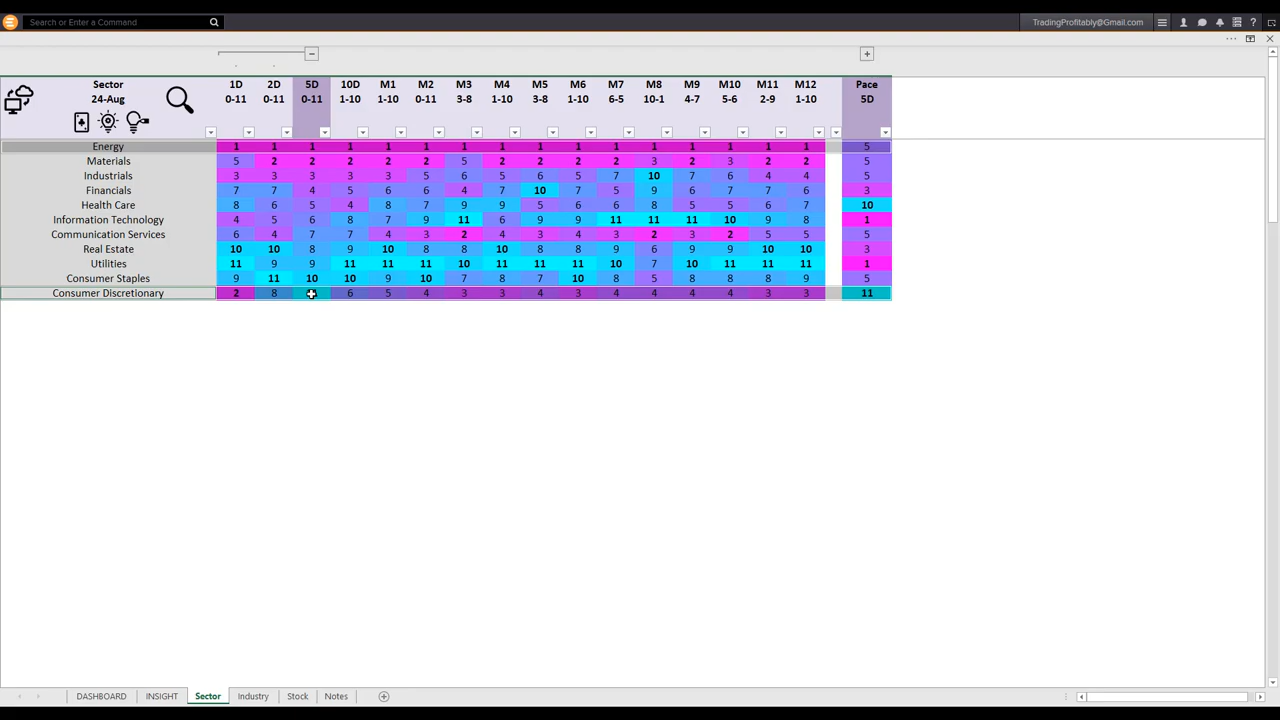 Search or Enter a Command TradingProfitably@Gmail.com ?
Sector 1D 2D 5D 10D M1 M2 M3 M4 M5 M6 M7 M8 M9 M10 M11 M12 Pace
24-Aug 0-11 0-11 0-11 1-10 1-10 0-11 3-8 1-10 3-8 1-10 6-5 10-1 4-7 5-6 2-9 1-10 5D
Energy 1 1 1 1 1 1 1 1 1 1 1 1 1 1 1 1 5
Materials 5 2 2 2 2 2 5 2 2 2 2 3 2 3 2 2 5
Industrials 3 3 3 3 3 5 6 5 6 5 7 10 7 6 4 4 5
Financials 7 7 4 5 6 6 4 7 10 7 5 9 6 7 7 6 3
Health Care 8 6 5 4 8 7 9 9 5 6 6 8 5 5 6 7 10
Information Technology 4 5 6 8 7 9 11 6 9 9 11 11 11 10 9 8 1
Communication Services 6 4 7 7 4 3 2 4 3 4 3 2 3 2 5 5 5
Real Estate 10 10 8 9 10 8 8 10 8 8 9 6 9 9 10 10 3
Utilities 11 9 9 11 11 11 10 11 11 11 10 7 10 11 11 11 1
Consumer Staples 9 11 10 10 9 10 7 8 7 10 8 5 8 8 8 9 5
Consumer Discretionary 2 8 6 5 4 3 3 4 3 4 4 4 4 3 3 11
DASHBOARD INSIGHT Sector Industry Stock Notes